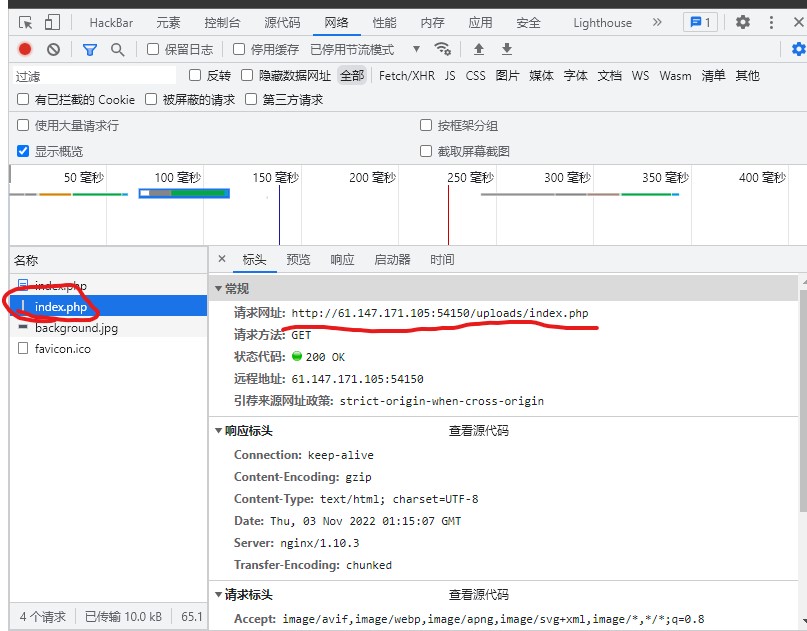 HackBar 元素 控制台 源代码 网络 性能 内存 应用 安全 Lighthouse » 1
保留日志 停用缓存 已停用节流模式
过滤 反转 隐藏数据网址 全部 Fetch/XHR JS CSS 图片 媒体 字体 文档 WS Wasm 清单 其他
有已拦截的 Cookie 被屏蔽的请求 第三方请求
使用大量请求行 按框架分组
显示概览 截取屏幕截图
50 毫秒 100 毫秒 150 毫秒 200 毫秒 250 毫秒 300 毫秒 350 毫秒 400 毫秒
名称 × 标头 预览 响应 启动器 时间
index.php
index.php
background.jpg
favicon.ico
▼常规
请求网址: http://61.147.171.105:54150/uploads/index.php
请求方法: GET
状态代码: 200 OK
远程地址: 61.147.171.105:54150
引荐来源网址政策: strict-origin-when-cross-origin
▼响应标头 查看源代码
Connection: keep-alive
Content-Encoding: gzip
Content-Type: text/html; charset=UTF-8
Date: Thu, 03 Nov 2022 01:15:07 GMT
Server: nginx/1.10.3
Transfer-Encoding: chunked
▼请求标头 查看源代码
Accept: image/avif,image/webp,image/apng,image/svg+xml,image/*,*/*;q=0.8
4 个请求 已传输 10.0 kB 65.1